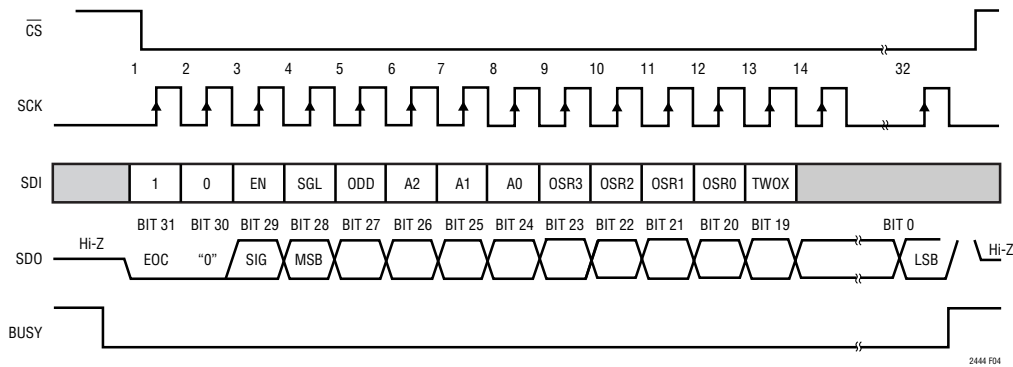 CS
1 2 3 4 5 6 7 8 9 10 11 12 13 14 32
SCK
SDI 1 0 EN SGL ODD A2 A1 A0 OSR3 OSR2 OSR1 OSR0 TWOX
BIT 31 BIT 30 BIT 29 BIT 28 BIT 27 BIT 26 BIT 25 BIT 24 BIT 23 BIT 22 BIT 21 BIT 20 BIT 19 BIT 0
Hi-Z Hi-Z
SDO EOC “0” SIG MSB LSB
BUSY
2444 F04